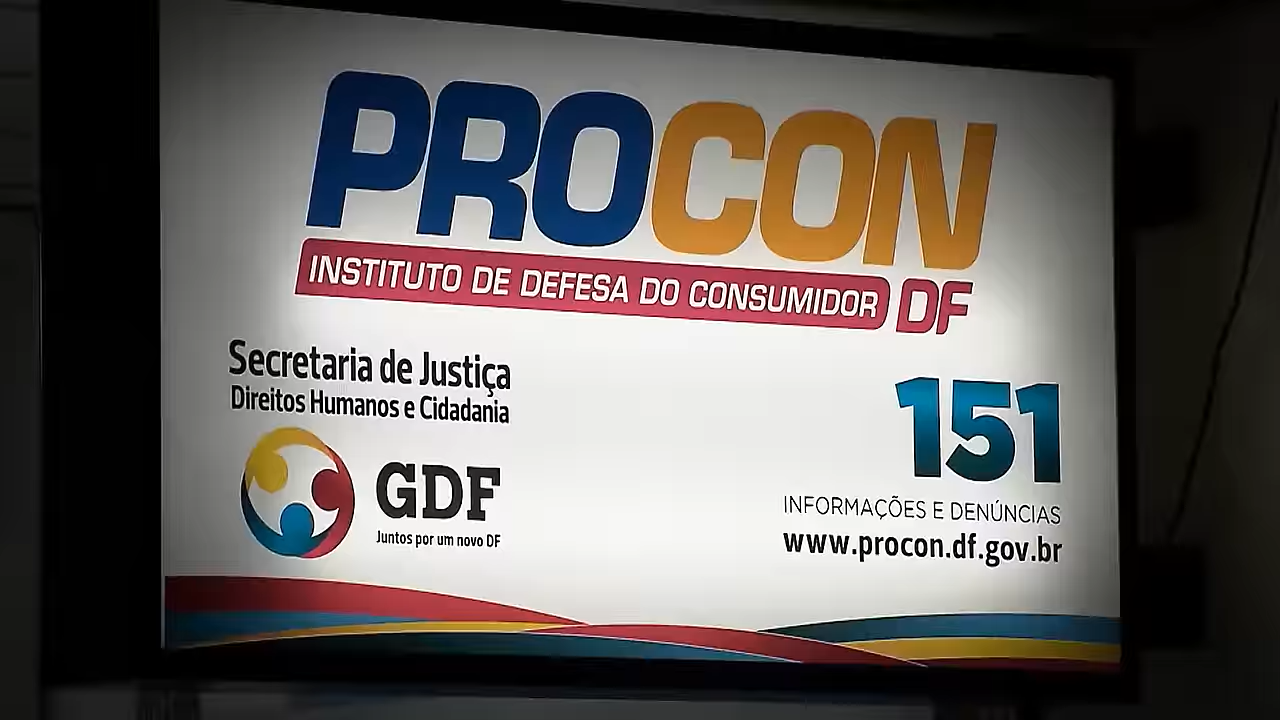 PROCON
INSTITUTO DE DEFESA DO CONSUMIDOR DF
Secretaria de Justiça
Direitos Humanos e Cidadania
GDF
Juntos por um novo DF
151
INFORMAÇÕES E DENÚNCIAS
www.procon.df.gov.br